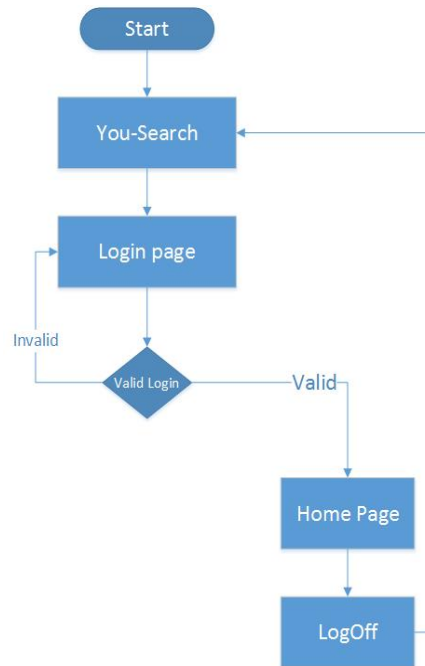 Start
You-Search
Login page
Invalid
Valid Login
Valid
Home Page
LogOff